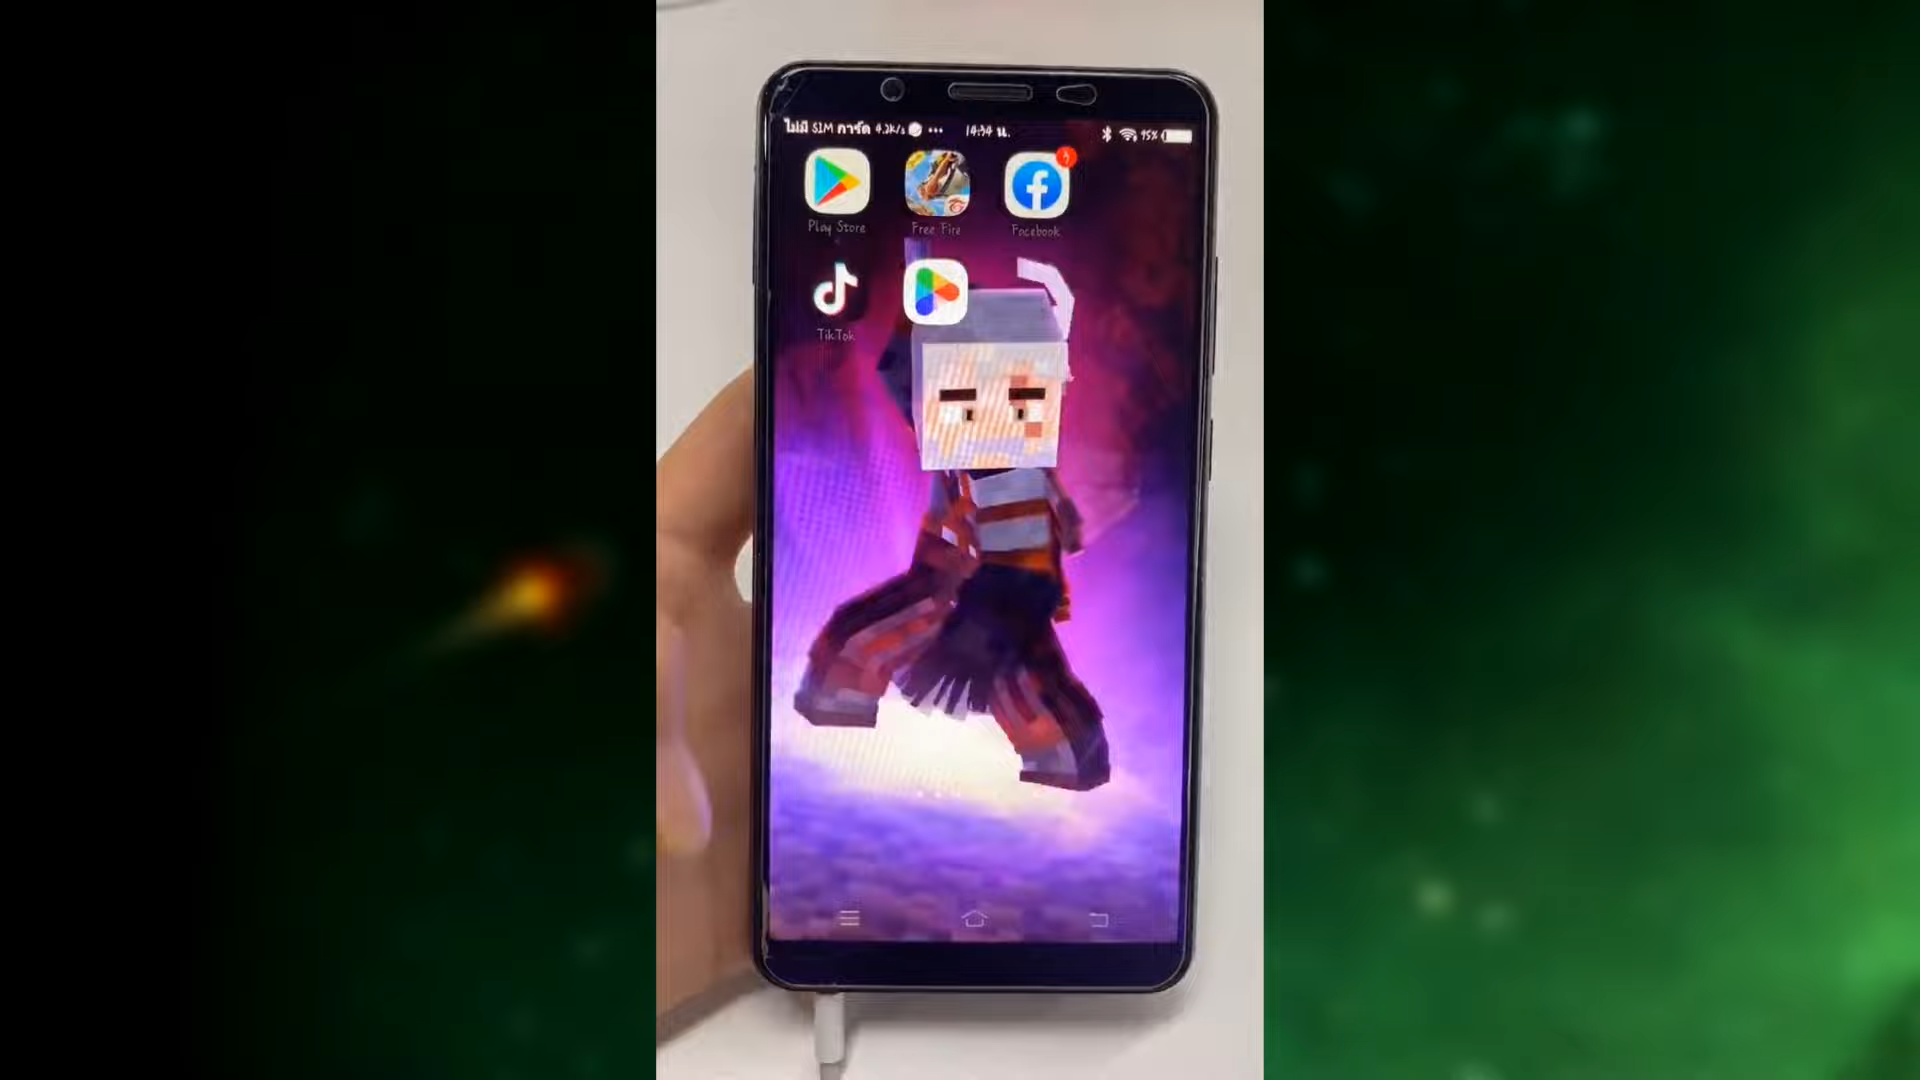 ไม่มี SIM การ์ด 4.2K/s ... 14:34 น. 95%
Play Store
Free Fire
Facebook
TikTok